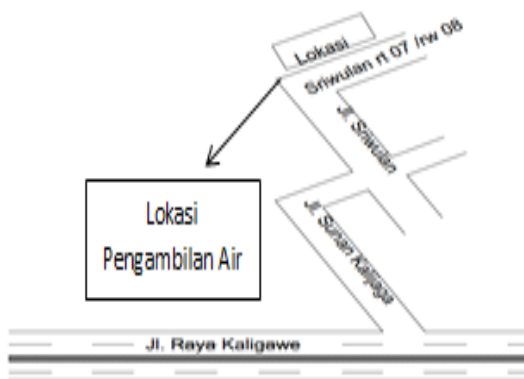 Lokasi
Sriwulan rt 07 /rw 08
Jl. Sriwulan
Lokasi
Pengambilan Air
Jl. Sunan Kalijaga
Jl. Raya Kaligawe